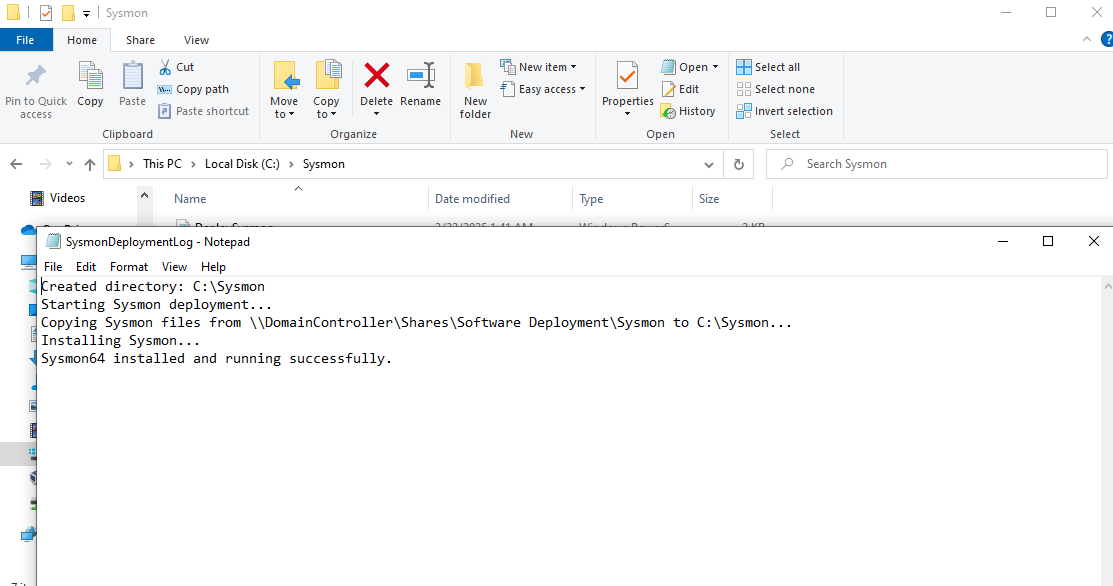 Sysmon
File Home Share View
Pin to Quick access
Copy
Paste
Cut
Copy path
Paste shortcut
Clipboard
Move to
Copy to
Delete
Rename
Organize
New folder
New item
Easy access
New
Properties
Open
Edit
History
Open
Select all
Select none
Invert selection
Select
This PC > Local Disk (C:) > Sysmon
Search Sysmon
Videos
Name Date modified Type Size
SysmonDeploymentLog - Notepad
File Edit Format View Help
Created directory: C:\Sysmon
Starting Sysmon deployment...
Copying Sysmon files from \\DomainController\Shares\Software Deployment\Sysmon to C:\Sysmon...
Installing Sysmon...
Sysmon64 installed and running successfully.